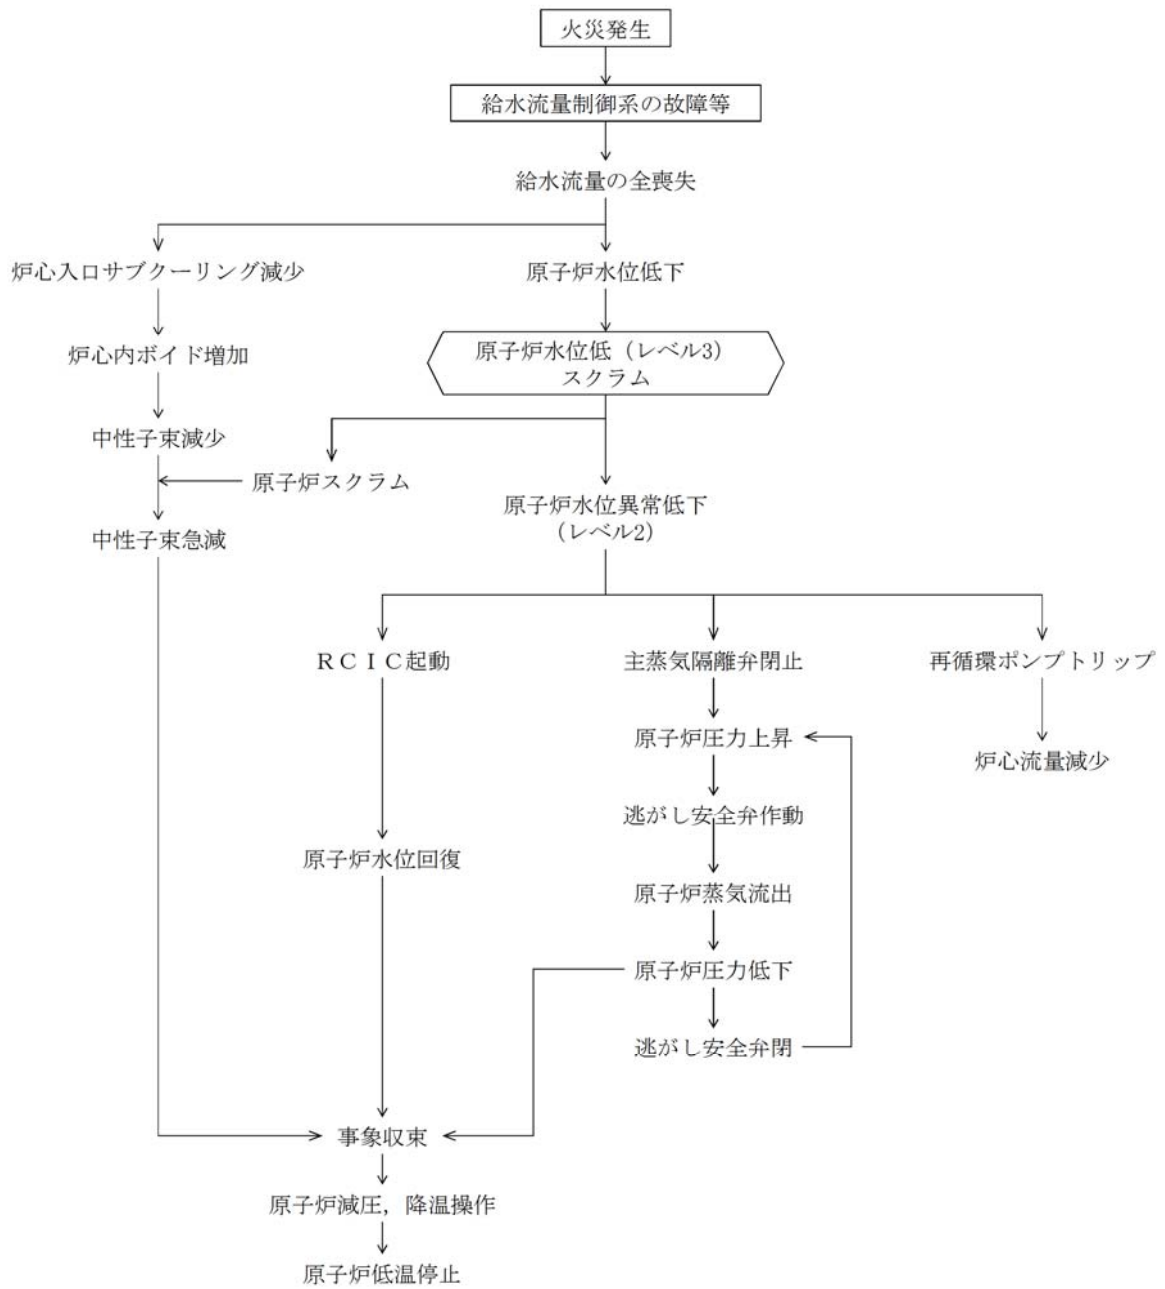 火災発生
給水流量制御系の故障等
給水流量の全喪失
炉心入口サブクーリング減少
原子炉水位低下
炉心内ボイド増加
原子炉水位低（レベル3）
スクラム
中性子束減少
原子炉スクラム
原子炉水位異常低下
（レベル2）
中性子束急減
ＲＣＩＣ起動
主蒸気隔離弁閉止
再循環ポンプトリップ
原子炉圧力上昇
炉心流量減少
逃がし安全弁作動
原子炉水位回復
原子炉蒸気流出
原子炉圧力低下
逃がし安全弁閉
事象収束
原子炉減圧，降温操作
原子炉低温停止